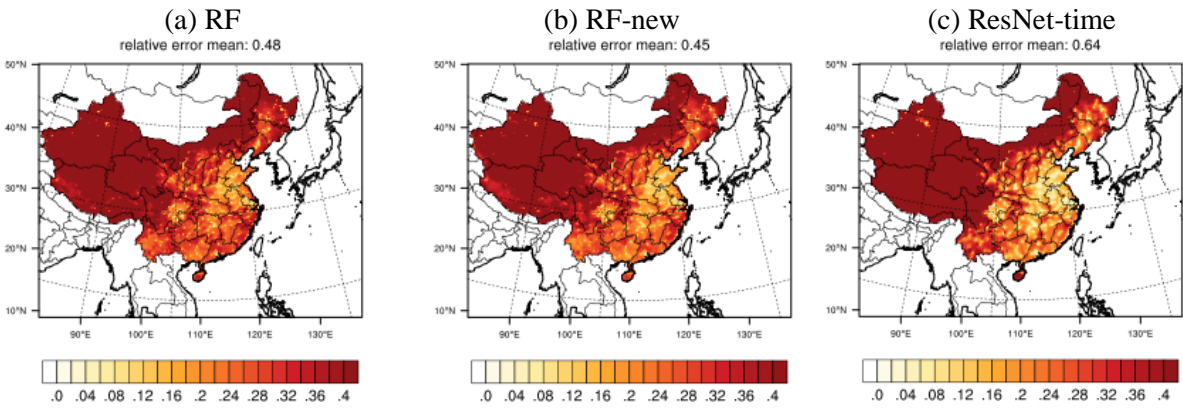 (a) RF
relative error mean: 0.48
50°N
40°N
30°N
20°N
10°N
90°E 100°E 110°E 120°E 130°E
.0 .04 .08 .12 .16 .2 .24 .28 .32 .36 .4
(b) RF-new
relative error mean: 0.45
50°N
40°N
30°N
20°N
10°N
90°E 100°E 110°E 120°E 130°E
.0 .04 .08 .12 .16 .2 .24 .28 .32 .36 .4
(c) ResNet-time
relative error mean: 0.64
50°N
40°N
30°N
20°N
10°N
90°E 100°E 110°E 120°E 130°E
.0 .04 .08 .12 .16 .2 .24 .28 .32 .36 .4